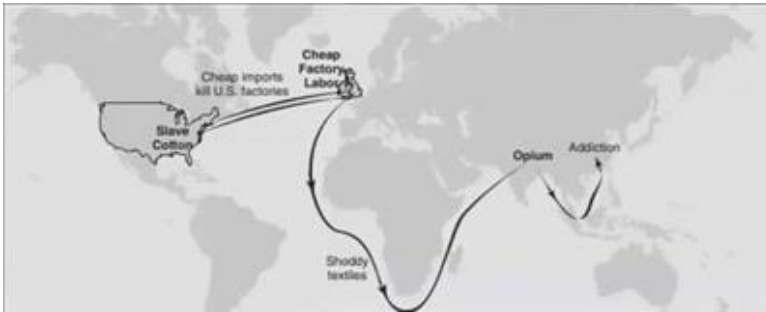 Cheap
Factory
Labor
Cheap imports
kill U.S. factories
Slave
Cotton
Opium
Addiction
Shoddy
textiles